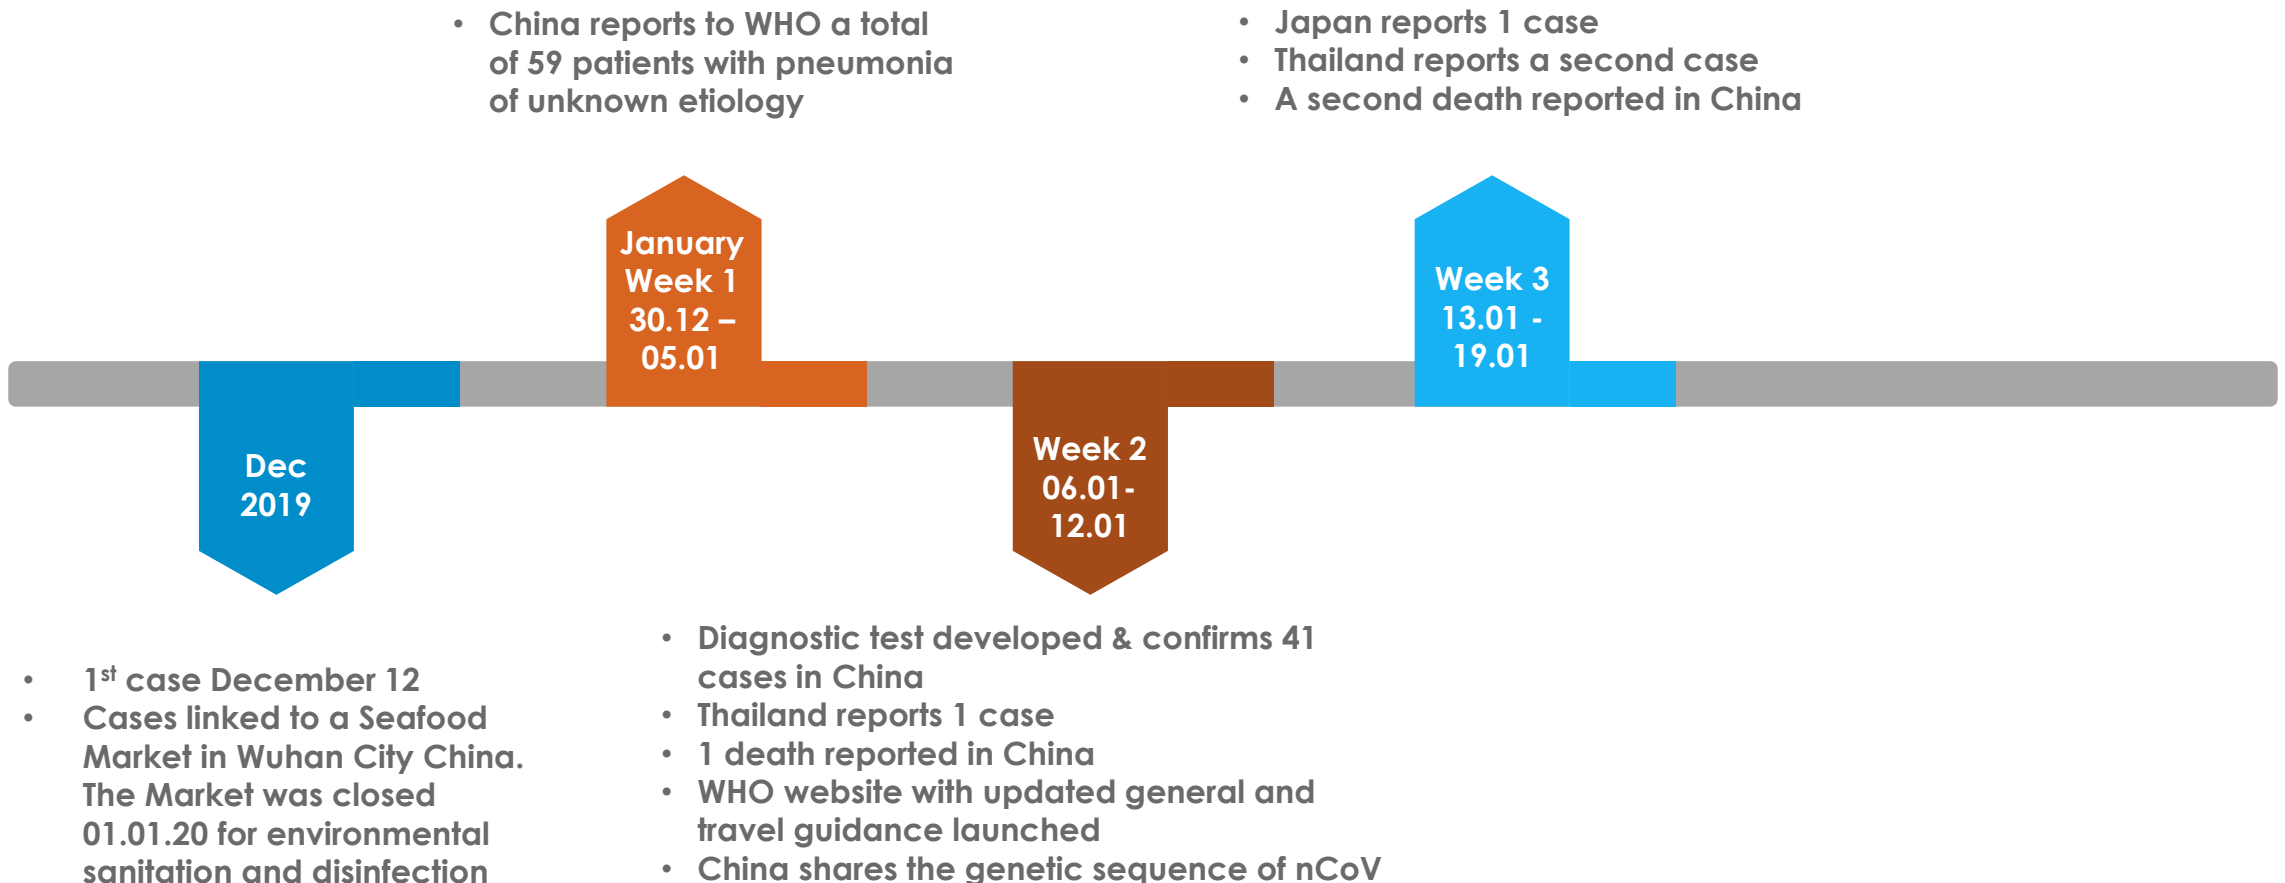 • China reports to WHO a total
of 59 patients with pneumonia
of unknown etiology
• Japan reports 1 case
• Thailand reports a second case
• A second death reported in China
January
Week 1
30.12 –
05.01
Week 3
13.01 -
19.01
Dec
2019
Week 2
06.01-
12.01
• 1st case December 12
• Cases linked to a Seafood
Market in Wuhan City China.
The Market was closed
01.01.20 for environmental
sanitation and disinfection
• Diagnostic test developed & confirms 41
cases in China
• Thailand reports 1 case
• 1 death reported in China
• WHO website with updated general and
travel guidance launched
• China shares the genetic sequence of nCoV